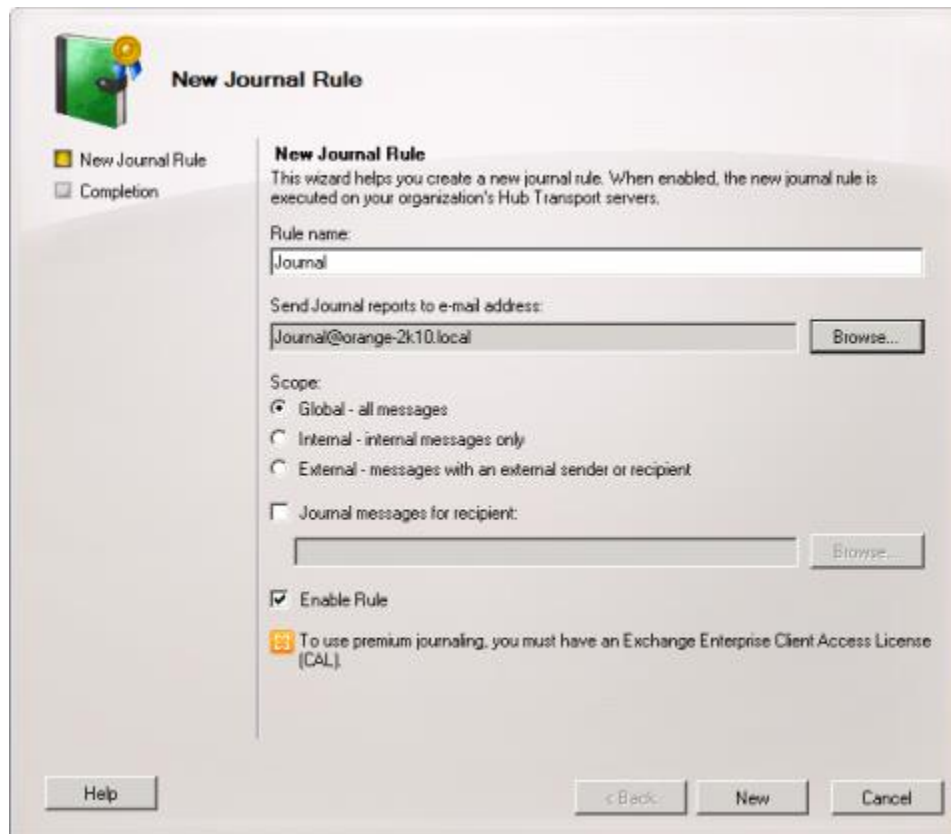 New Journal Rule
New Journal Rule
Completion
New Journal Rule
This wizard helps you create a new journal rule. When enabled, the new journal rule is
executed on your organization's Hub Transport servers.
Rule name:
Journal
Send Journal reports to e-mail address:
Journal@orange-2k10.local
Browse...
Scope:
Global - all messages
Internal - internal messages only
External - messages with an external sender or recipient
Journal messages for recipient:
Browse...
Enable Rule
To use premium journaling, you must have an Exchange Enterprise Client Access License
(CAL).
Help
< Back
New
Cancel